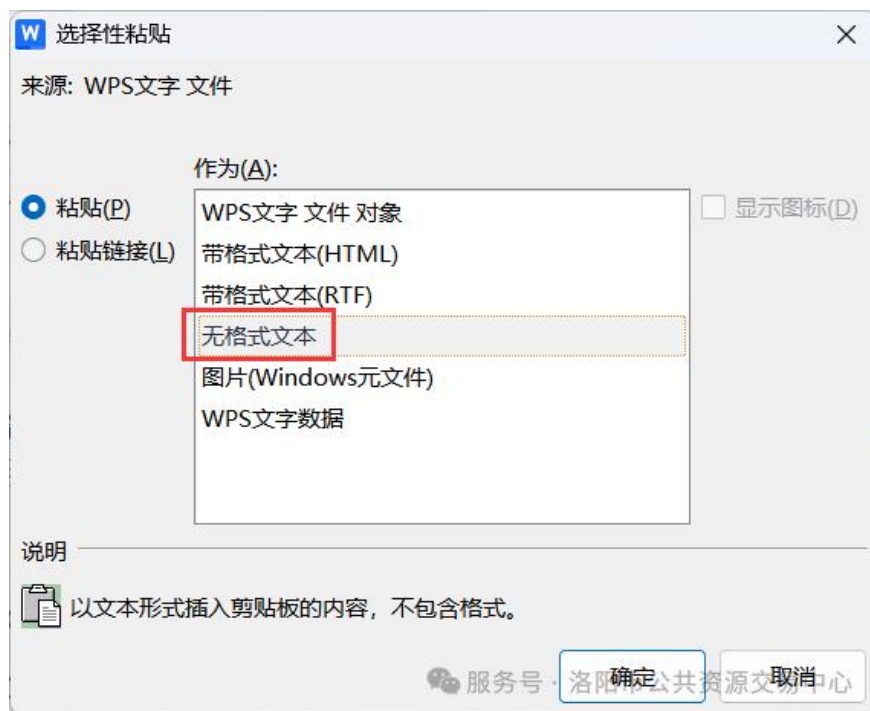 W 选择性粘贴
来源: WPS文字 文件
作为(A):
粘贴(P)
粘贴链接(L)
WPS文字 文件 对象
带格式文本(HTML)
带格式文本(RTF)
无格式文本
图片(Windows元文件)
WPS文字数据
显示图标(D)
说明
以文本形式插入剪贴板的内容，不包含格式。
确定
取消
服务号 · 洛阳市公共资源交易中心